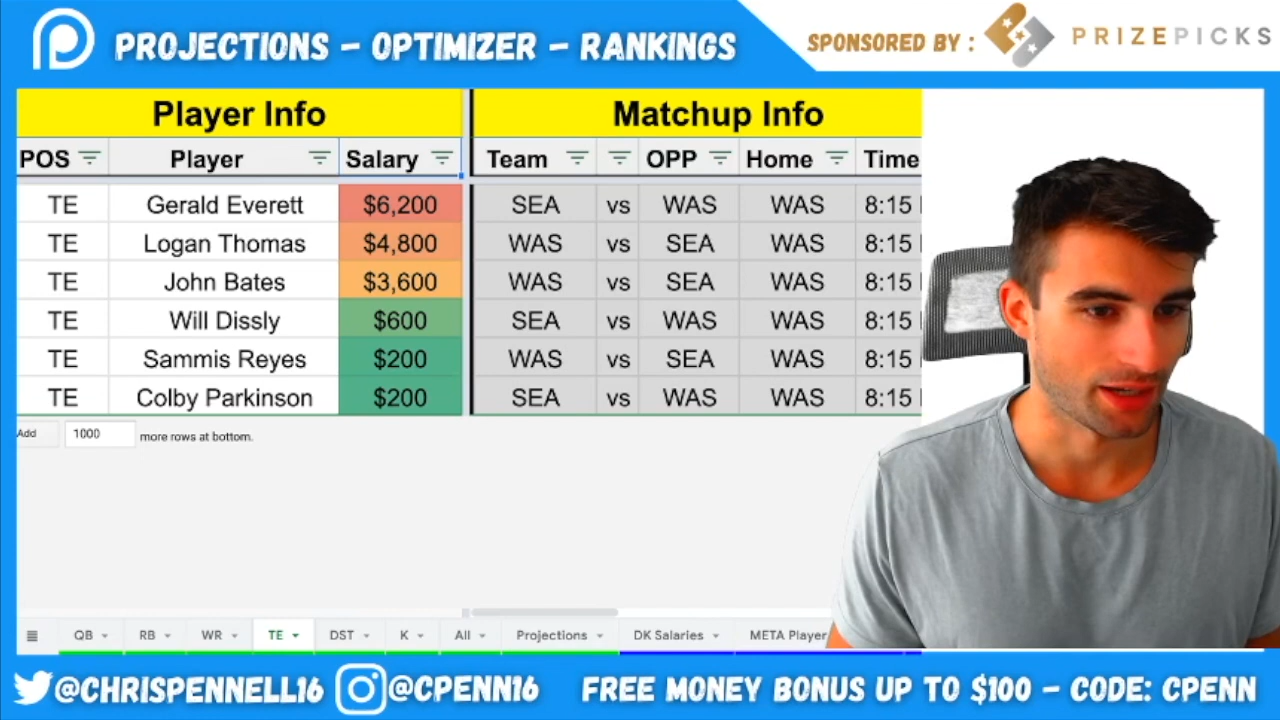 PROJECTIONS – OPTIMIZER – RANKINGS
SPONSORED BY : PRIZEPICKS
Player Info Matchup Info
POS Player Salary Team OPP Home Time
TE Gerald Everett $6,200 SEA vs WAS WAS 8:15
TE Logan Thomas $4,800 WAS vs SEA WAS 8:15
TE John Bates $3,600 WAS vs SEA WAS 8:15
TE Will Dissly $600 SEA vs WAS WAS 8:15
TE Sammis Reyes $200 WAS vs SEA WAS 8:15
TE Colby Parkinson $200 SEA vs WAS WAS 8:15
Add 1000 more rows at bottom.
QB RB WR TE DST K All Projections DK Salaries META Player
@CHRISPENNELL16 @CPENN16 FREE MONEY BONUS UP TO $100 – CODE: CPENN